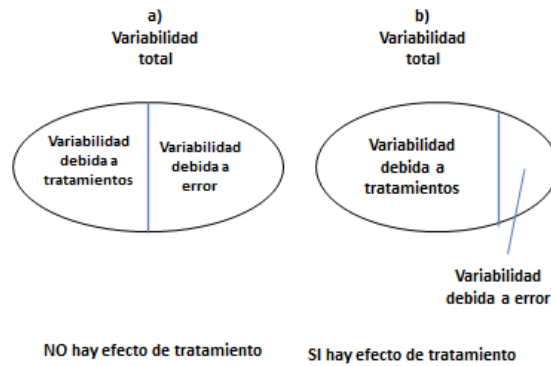 a)
Variabilidad
total
Variabilidad
debida a
tratamientos
Variabilidad
debida a
error
NO hay efecto de tratamiento
b)
Variabilidad
total
Variabilidad
debida a
tratamientos
Variabilidad
debida a error
SI hay efecto de tratamiento